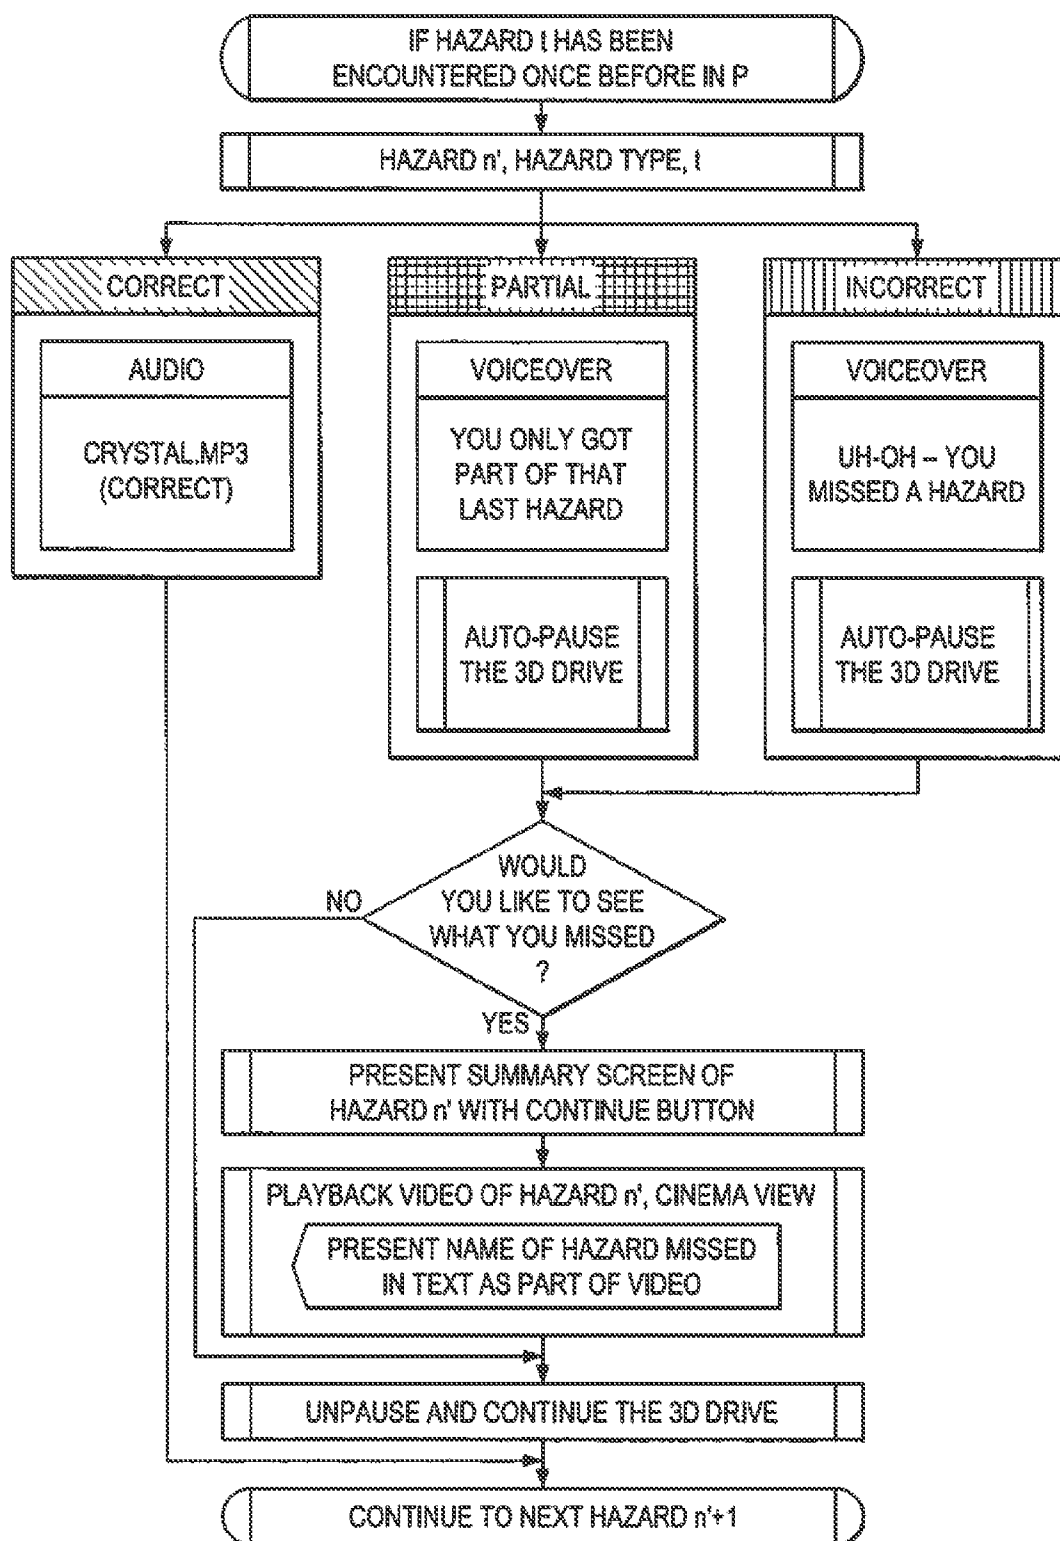 IF HAZARD t HAS BEEN
ENCOUNTERED ONCE BEFORE IN P
HAZARD n', HAZARD TYPE, t
CORRECT
AUDIO
CRYSTAL.MP3
(CORRECT)
PARTIAL
VOICEOVER
YOU ONLY GOT
PART OF THAT
LAST HAZARD
AUTO-PAUSE
THE 3D DRIVE
INCORRECT
VOICEOVER
UH-OH – YOU
MISSED A HAZARD
AUTO-PAUSE
THE 3D DRIVE
WOULD
YOU LIKE TO SEE
WHAT YOU MISSED
?
NO
YES
PRESENT SUMMARY SCREEN OF
HAZARD n' WITH CONTINUE BUTTON
PLAYBACK VIDEO OF HAZARD n', CINEMA VIEW
PRESENT NAME OF HAZARD MISSED
IN TEXT AS PART OF VIDEO
UNPAUSE AND CONTINUE THE 3D DRIVE
CONTINUE TO NEXT HAZARD n'+1